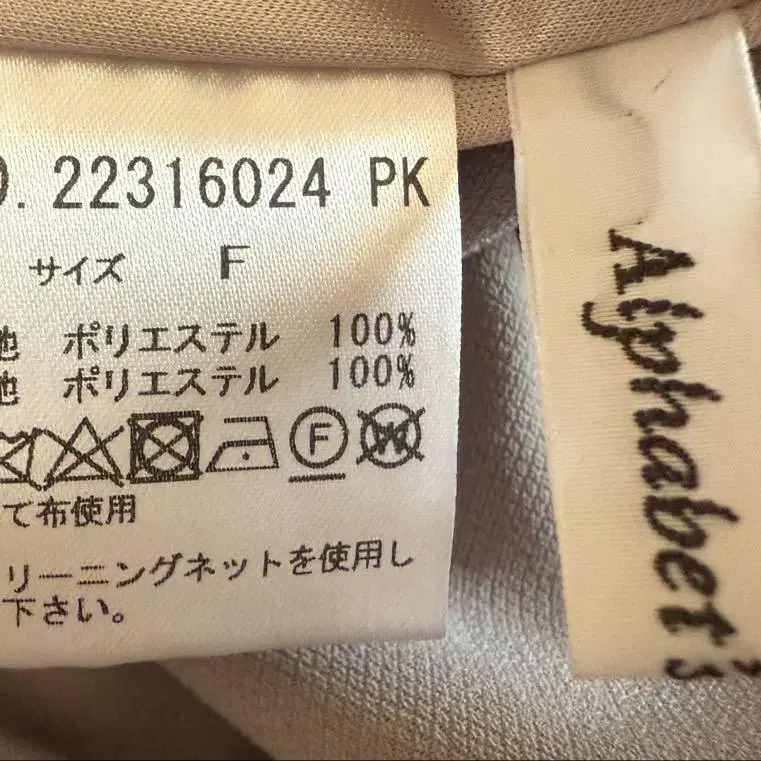 . 22316024 PK
サイズ F
地 ポリエステル 100%
地 ポリエステル 100%
F W
て布使用
リーニングネットを使用し
下さい。
Alphabet's